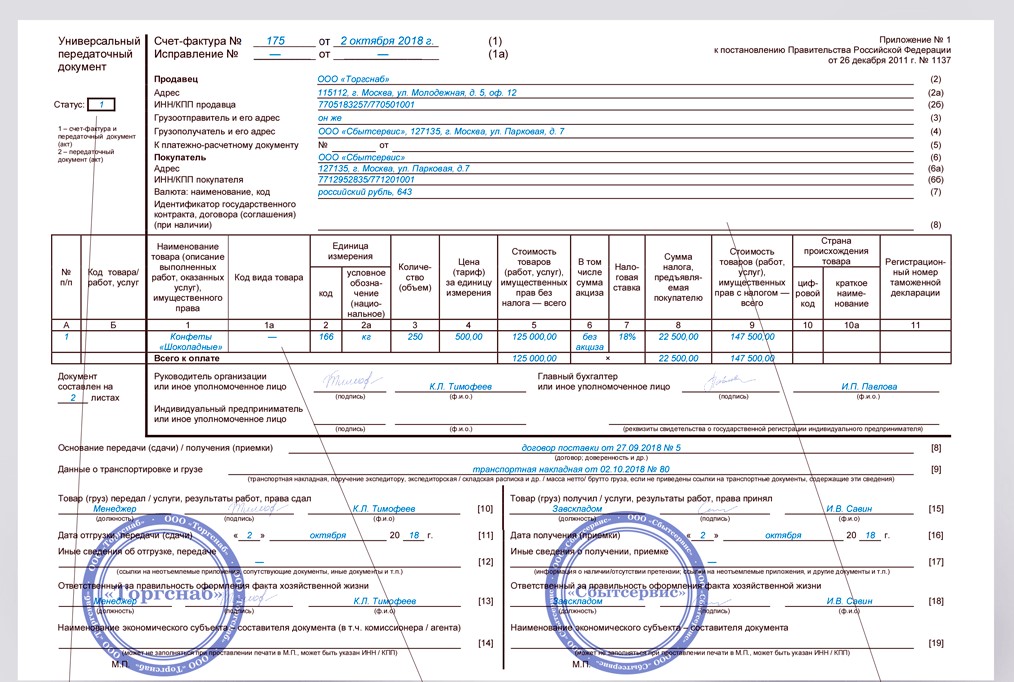 Универсальный передаточный документ
Счет-фактура № 175 от 2 октября 2018 г. (1)
Исправление № — от — (1а)
Приложение № 1
к постановлению Правительства Российской Федерации
от 26 декабря 2011 г. № 1137
Статус: 1
1 – счет-фактура и передаточный документ (акт)
2 – передаточный документ (акт)
Продавец ООО «Торгснаб» (2)
Адрес 115112, г. Москва, ул. Молодежная, д. 5, оф. 12 (2а)
ИНН/КПП продавца 7705183257/770501001 (2б)
Грузоотправитель и его адрес он же (3)
Грузополучатель и его адрес ООО «Сбытсервис», 127135, г. Москва, ул. Парковая, д. 7 (4)
К платежно-расчетному документу № от (5)
Покупатель ООО «Сбытсервис» (6)
Адрес 127135, г. Москва, ул. Парковая, д.7 (6а)
ИНН/КПП покупателя 7712952835/771201001 (6б)
Валюта: наименование, код российский рубль, 643 (7)
Идентификатор государственного
контракта, договора (соглашения)
(при наличии) (8)
№ п/п
Код товара/ работ, услуг
Наименование товара (описание выполненных работ, оказанных услуг), имущественного права
Код вида товара
Единица измерения
код
условное обозна-чение (нацио-нальное)
Количе-ство (объем)
Цена (тариф) за единицу измерения
Стоимость товаров (работ, услуг), имущественных прав без налога — всего
В том числе сумма акциза
Нало-говая ставка
Сумма налога, предъявля-емая покупателю
Стоимость товаров (работ, услуг), имущественных прав с налогом — всего
Страна происхождения товара
циф-ровой код
краткое наиме-нование
Регистрацион-ный номер таможенной декларации
А Б 1 1а 2 2а 3 4 5 6 7 8 9 10 10а 11
1 Конфеты «Шоколадные» — 166 кг 250 500,00 125 000,00 без акциза 18% 22 500,00 147 500,00
Всего к оплате 125 000,00 × 22 500,00 147 500,00
Документ составлен на 2 листах
Руководитель организации
или иное уполномоченное лицо К.Л. Тимофеев
(подпись) (ф.и.о.)
Главный бухгалтер
или иное уполномоченное лицо И.П. Павлова
(подпись) (ф.и.о.)
Индивидуальный предприниматель
или иное уполномоченное лицо
(подпись) (ф.и.о.) (реквизиты свидетельства о государственной регистрации индивидуального предпринимателя)
Основание передачи (сдачи) / получения (приемки) договор поставки от 27.09.2018 № 5 [8]
(договор; доверенность и др.)
Данные о транспортировке и грузе транспортная накладная от 02.10.2018 № 80 [9]
(транспортная накладная, поручение экспедитору, экспедиторская / складская расписка и др. / масса нетто/ брутто груза, если не приведены ссылки на транспортные документы, содержащие эти сведения)
Товар (груз) передал / услуги, результаты работ, права сдал
Менеджер К.Л. Тимофеев [10]
(должность) (подпись) (ф.и.о)
Дата отгрузки, передачи (сдачи) « 2 » октября 20 18 г. [11]
Иные сведения об отгрузке, передаче
— [12]
(ссылки на неотъемлемые приложения, сопутствующие документы, иные документы и т.п.)
Ответственный за правильность оформления факта хозяйственной жизни
Менеджер К.Л. Тимофеев [13]
(должность) (подпись) (ф.и.о)
Наименование экономического субъекта – составителя документа (в т.ч. комиссионера / агента)
[14]
(может не заполняться при проставлении печати в М.П., может быть указан ИНН / КПП)
М.П.
ООО «Торгснаб»
«Торгснаб»
Товар (груз) получил / услуги, результаты работ, права принял
Завскладом И.В. Савин [15]
(должность) (подпись) (ф.и.о)
Дата получения (приемки) « 2 » октября 20 18 г. [16]
Иные сведения о получении, приемке
— [17]
(информация о наличии/отсутствии претензии; ссылки на неотъемлемые приложения, и другие документы и т.п.)
Ответственный за правильность оформления факта хозяйственной жизни
Завскладом И.В. Савин [18]
(должность) (подпись) (ф.и.о)
Наименование экономического субъекта – составителя документа
[19]
(может не заполняться при проставлении печати в М.П., может быть указан ИНН / КПП)
М.П.
ООО «Сбытсервис»
«Сбытсервис»